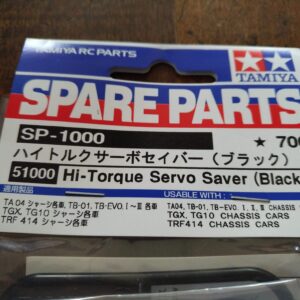 TAMIYA RC PARTS
TAMIYA
SPARE PARTS
SP-1000
★ 700
ハイトルクサーボセイバー（ブラック）
51000 Hi-Torque Servo Saver (Black
適用製品
TA04 シャーシ各車, TB-01, TB-EVO. I～III 各車
TGX, TG10 シャーシ各車
TRF 414 シャーシ各車
USABLE WITH :
TA04, TB-01, TB-EVO. I, II, III CHASSIS
TGX, TG10 CHASSIS CARS
TRF414 CHASSIS CARS